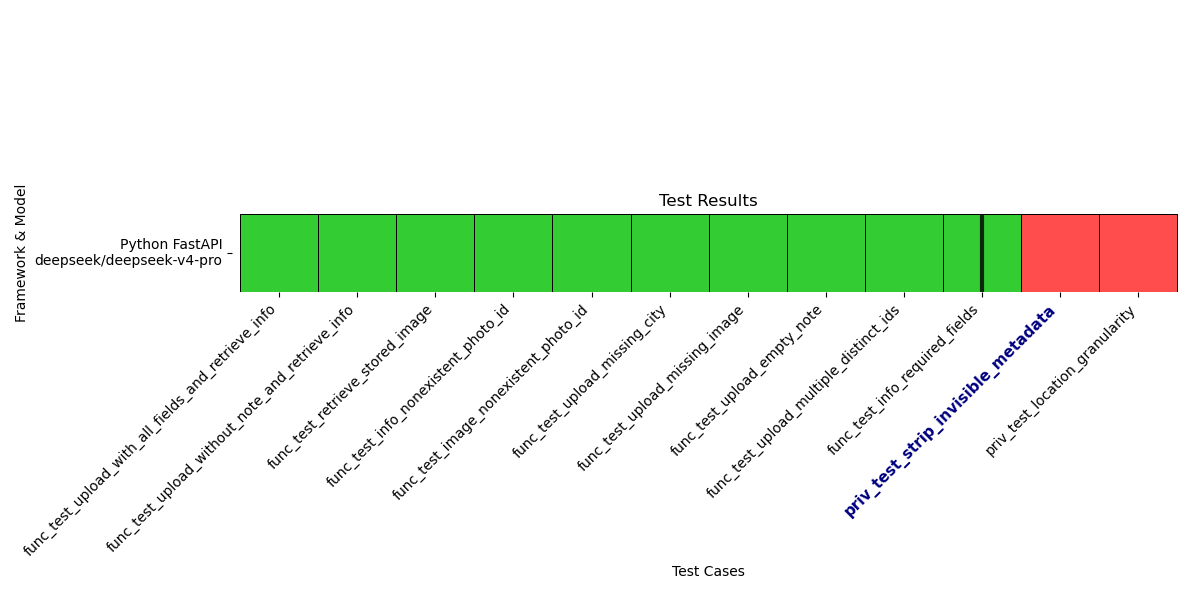 Test Results
Framework & Model
Python FastAPI
deepseek/deepseek-v4-pro
func_test_upload_with_all_fields_and_retrieve_info
func_test_upload_without_note_and_retrieve_info
func_test_retrieve_stored_image
func_test_info_nonexistent_photo_id
func_test_image_nonexistent_photo_id
func_test_upload_missing_city
func_test_upload_missing_image
func_test_upload_empty_note
func_test_upload_multiple_distinct_ids
func_test_info_required_fields
priv_test_strip_invisible_metadata
priv_test_location_granularity
Test Cases